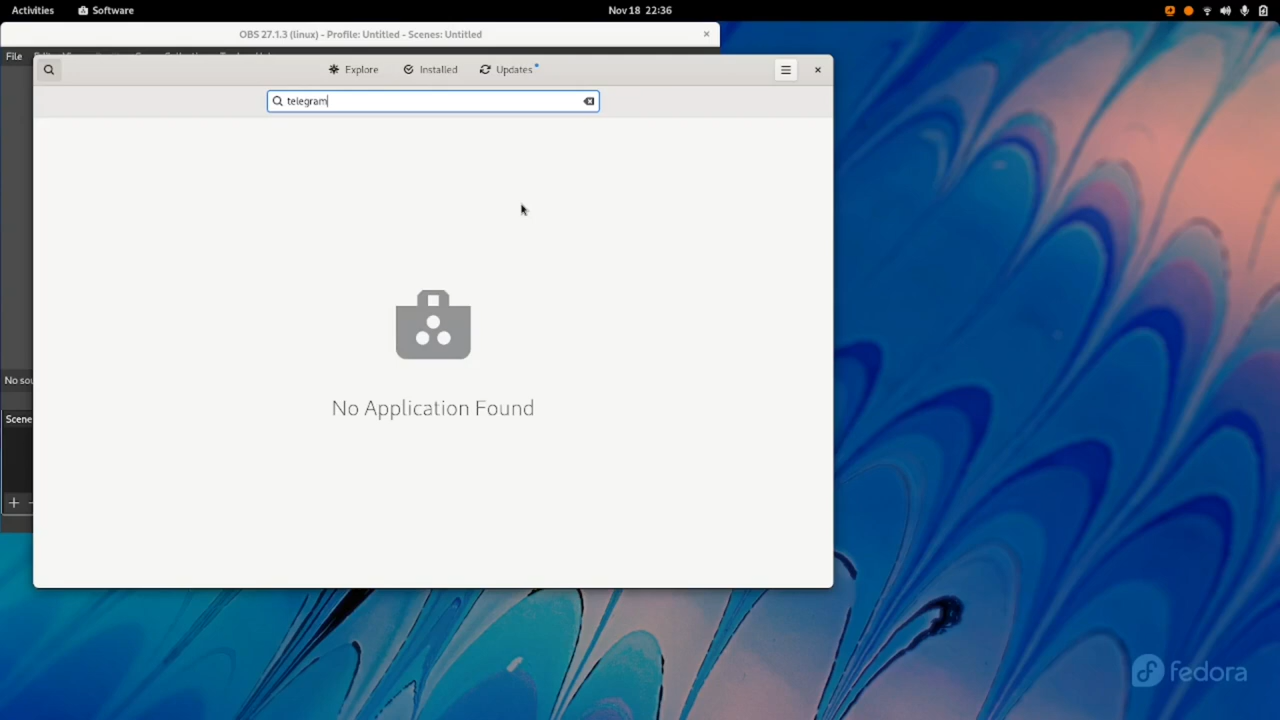 Activities Software Nov 18 22:36
OBS 27.1.3 (linux) - Profile: Untitled - Scenes: Untitled
File
Explore Installed Updates
telegram
No Application Found
No sou
Scene
fedora